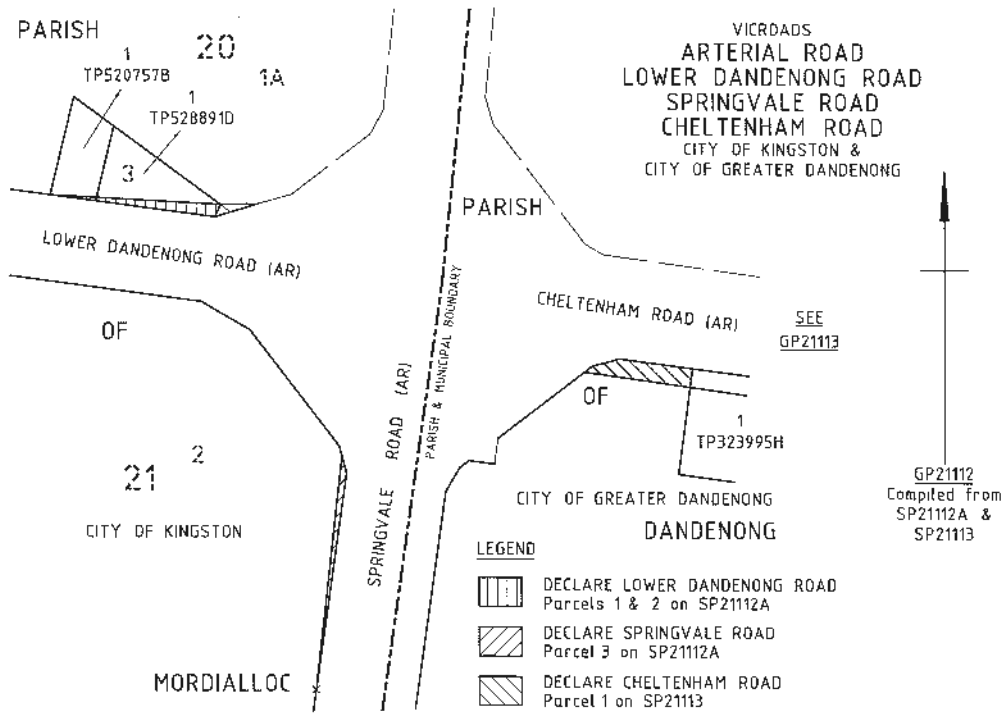 PARISH
20
1A
1
TP520757B
1
TP528891D
3
VICROADS
ARTERIAL ROAD
LOWER DANDENONG ROAD
SPRINGVALE ROAD
CHELTENHAM ROAD
CITY OF KINGSTON &
CITY OF GREATER DANDENONG
PARISH
LOWER DANDENONG ROAD (AR)
CHELTENHAM ROAD (AR)
SEE
GP21113
OF
OF
SPRINGVALE ROAD (AR)
PARISH & MUNICIPAL BOUNDARY
1
TP323995H
21
2
CITY OF KINGSTON
CITY OF GREATER DANDENONG
DANDENONG
GP21112
Compiled from
SP21112A &
SP21113
MORDIALLOC
LEGEND
DECLARE LOWER DANDENONG ROAD
Parcels 1 & 2 on SP21112A
DECLARE SPRINGVALE ROAD
Parcel 3 on SP21112A
DECLARE CHELTENHAM ROAD
Parcel 1 on SP21113